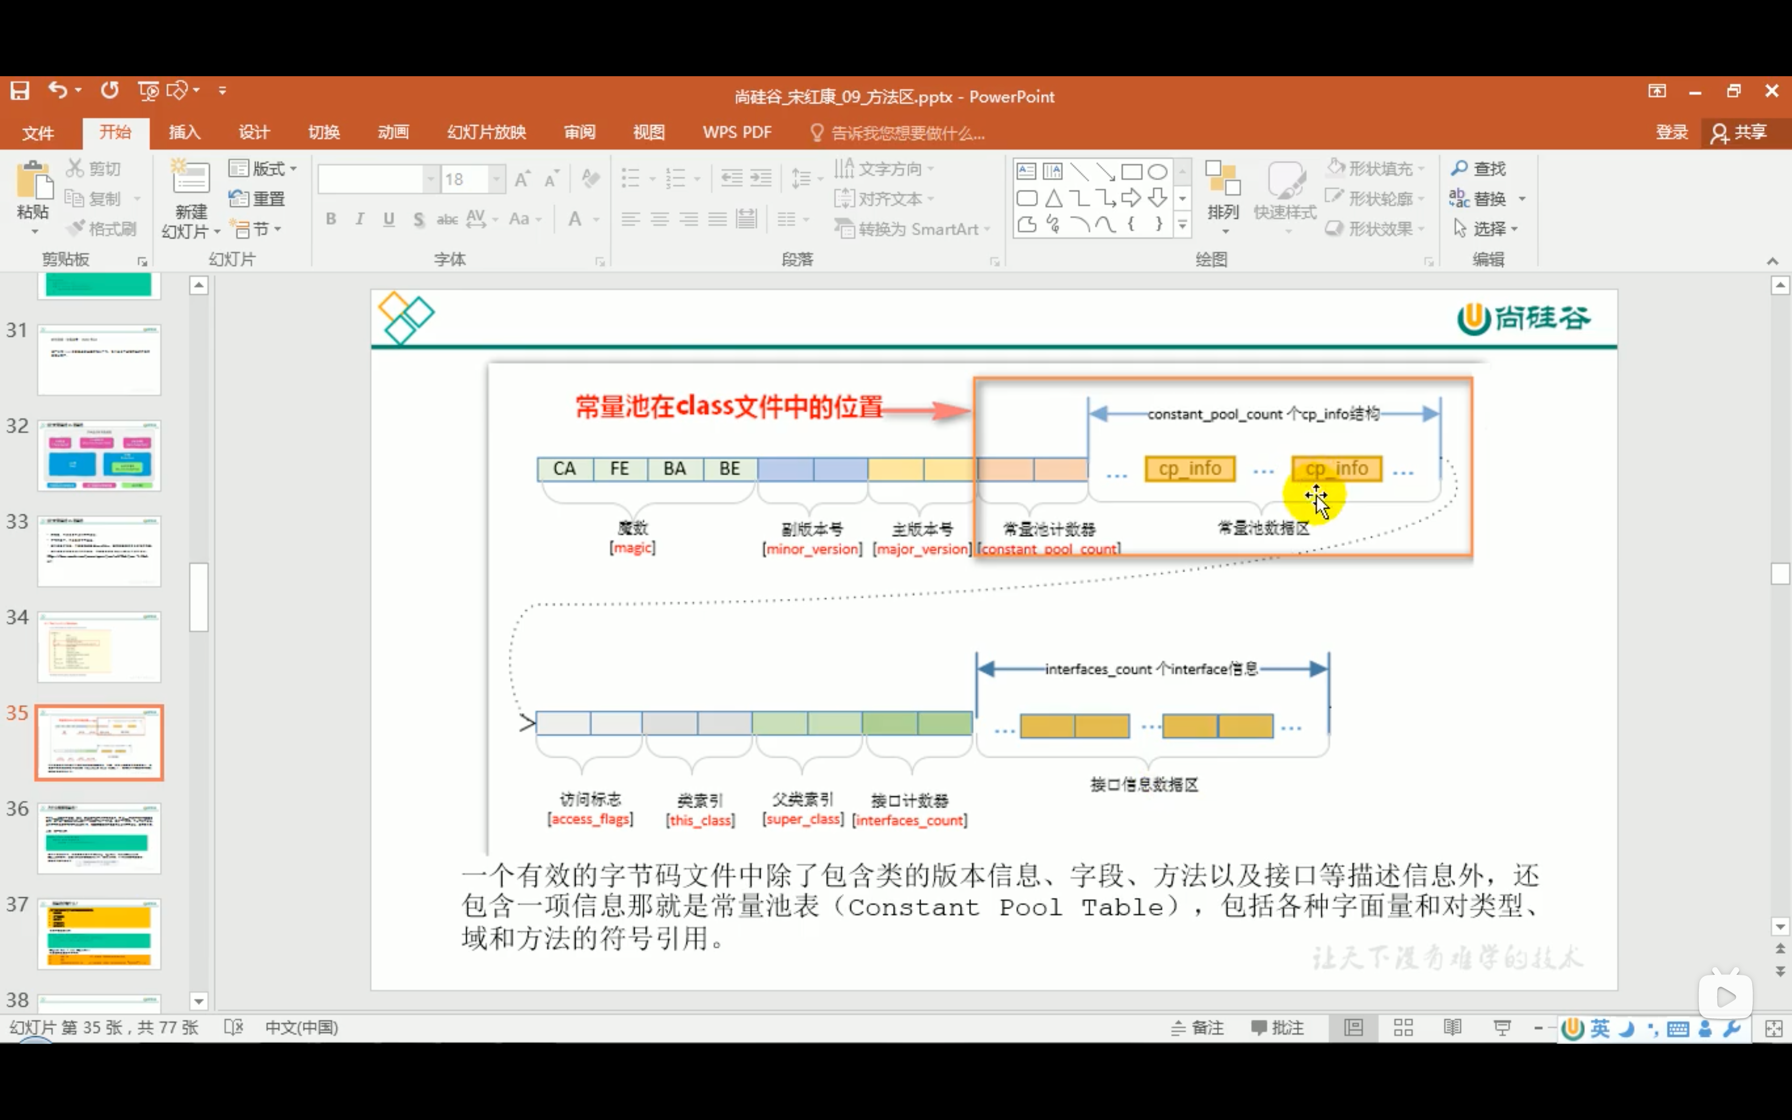 尚硅谷_宋红康_09_方法区.pptx - PowerPoint
文件 开始 插入 设计 切换 动画 幻灯片放映 审阅 视图 WPS PDF 告诉我您想要做什么... 登录 共享
剪切 版式 18 文字方向 形状填充 查找
粘贴 复制 新建 重置 对齐文本 排列 快速样式 形状轮廓 替换
格式刷 幻灯片 节 B I U S abc AV Aa A 转换为 SmartArt 形状效果 选择
剪贴板 幻灯片 字体 段落 绘图 编辑
31
32
33
34
35
36
37
38
尚硅谷
常量池在class文件中的位置
constant_pool_count 个cp_info结构
CA FE BA BE ... cp_info ... cp_info ...
魔数 副版本号 主版本号 常量池计数器 常量池数据区
[magic] [minor_version] [major_version] [constant_pool_count]
interfaces_count 个interface信息
... ... ...
访问标志 类索引 父类索引 接口计数器 接口信息数据区
[access_flags] [this_class] [super_class] [interfaces_count]
一个有效的字节码文件中除了包含类的版本信息、字段、方法以及接口等描述信息外，还
包含一项信息那就是常量池表（Constant Pool Table），包括各种字面量和对类型、
域和方法的符号引用。
让天下没有难学的技术
幻灯片 第 35 张，共 77 张 中文(中国) 备注 批注 英